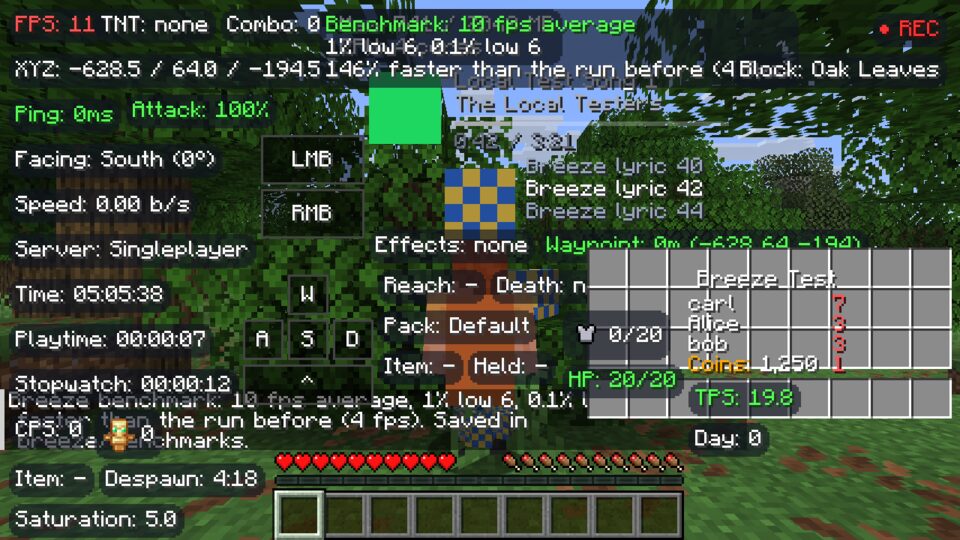 FPS: 11 TNT: none Combo: 0 Benchmark: 10 fps average
REC
1% low 6, 0.1% low 6
XYZ: -628.5 / 64.0 / -194.5 146% faster than the run before (4 Block: Oak Leaves
Local Test Song 1
The Local Testers
Ping: 0ms Attack: 100%
0:42 / 3:21
Facing: South (0°)
LMB
Breeze lyric 40
Breeze lyric 42
Breeze lyric 44
Speed: 0.00 b/s
RMB
Server: Singleplayer
Effects: none Waypoint: 0m (-628 64 -194)
Time: 05:05:38
W
Reach: - Death: n
Breeze Test
carl 7
Alice 3
bob 3
Coins: 1,250 1
Playtime: 00:00:07
A S D
Pack: Default
0/20
Item: - Held: -
Stopwatch: 00:00:12
^
HP: 20/20
TPS: 19.8
Breeze benchmark: 10 fps average, 1% low 6, 0.1%
than the run before (4 fps). Saved in
CPS: 0
0
Day: 0
Item: - Despawn: 4:18
Saturation: 5.0